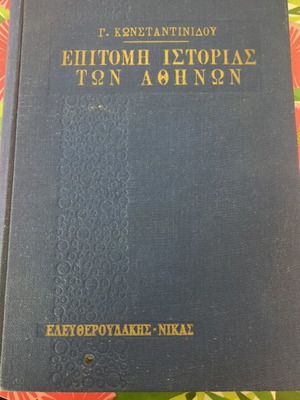 Γ. ΚΩΝΣΤΑΝΤΙΝΙΔΟΥ
ΕΠΙΤΟΜΗ ΙΣΤΟΡΙΑΣ
ΤΩΝ ΑΘΗΝΩΝ
ΕΛΕΥΘΕΡΟΥΔΑΚΗΣ · ΝΙΚΑΣ